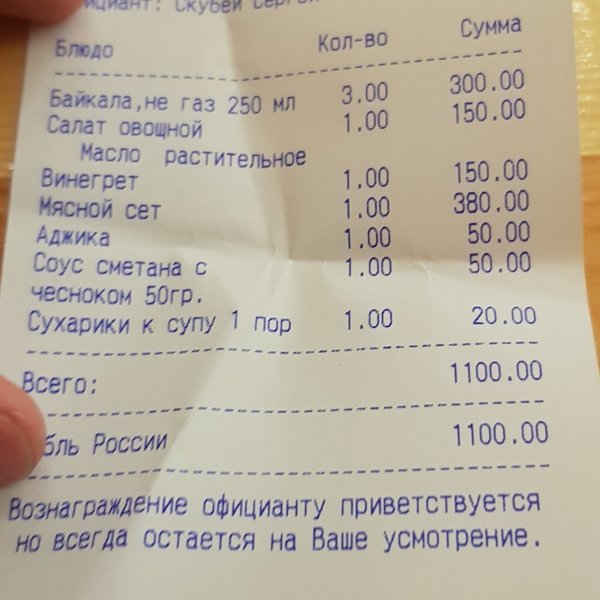 Скубей
Блюдо Кол-во Сумма
Байкала,не газ 250 мл 3.00 300.00
Салат овощной 1.00 150.00
Масло растительное
Винегрет 1.00 150.00
Мясной сет 1.00 380.00
Аджика 1.00 50.00
Соус сметана с 1.00 50.00
чесноком 50гр.
Сухарики к супу 1 пор 1.00 20.00
Всего: 1100.00
бль России 1100.00
Вознаграждение официанту приветствуется
но всегда остается на Ваше усмотрение.